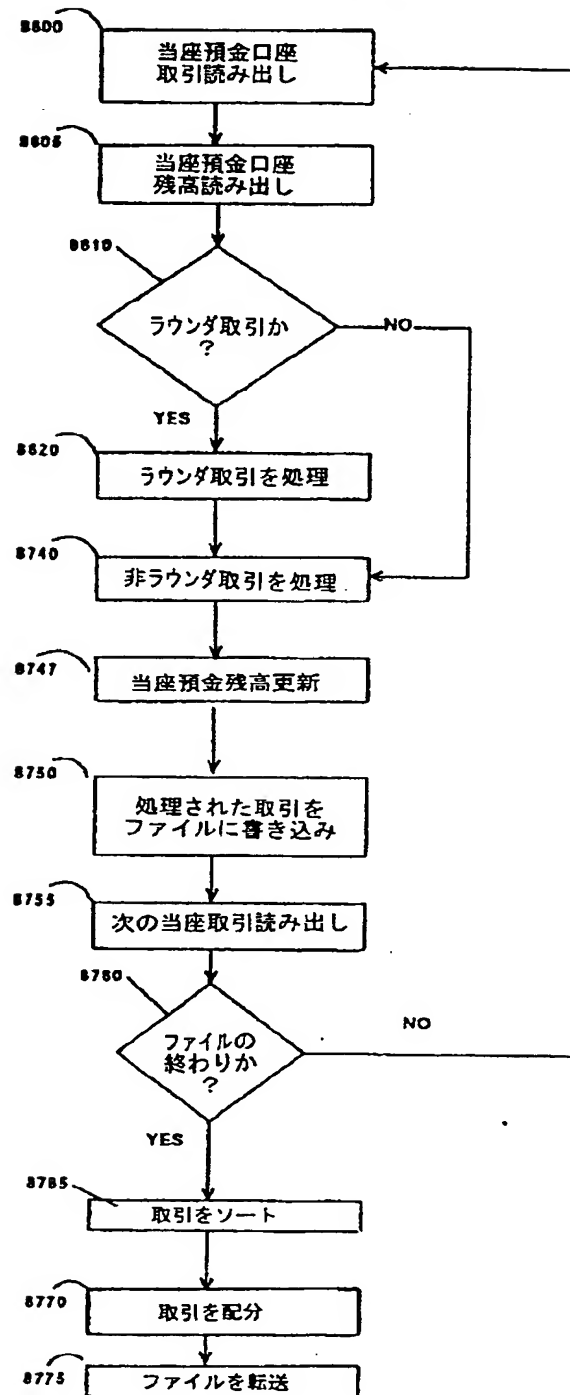 8600
当座預金口座
取引読み出し
8605
当座預金口座
残高読み出し
8610
ラウンダ取引か
?
NO
YES
8620
ラウンダ取引を処理
8740
非ラウンダ取引を処理
8747
当座預金残高更新
8750
処理された取引を
ファイルに書き込み
8755
次の当座取引読み出し
8760
ファイルの
終わりか
?
NO
YES
8765
取引をソート
8770
取引を配分
8775
ファイルを転送